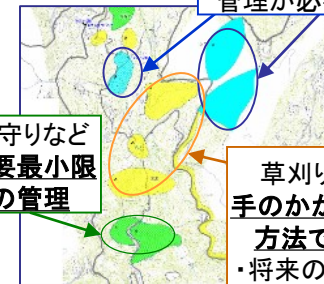 管理が必
守りなど
要最小限
の管理
草刈り
手のかか
方法で
・将来の